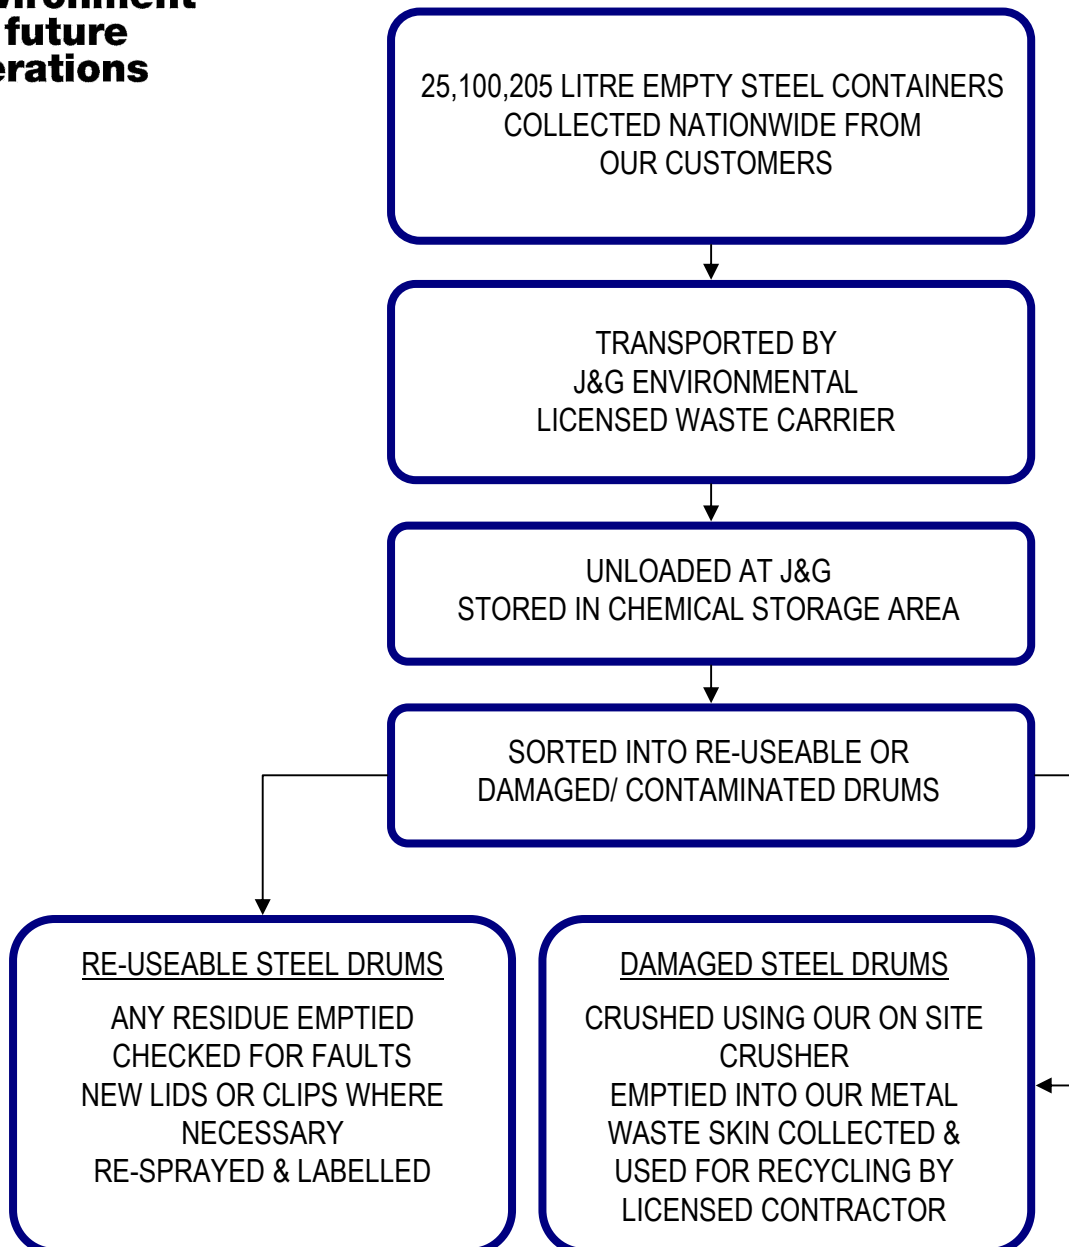 future
25,100,205 LITRE EMPTY STEEL CONTAINERS
COLLECTED NATIONWIDE FROM
OUR CUSTOMERS
TRANSPORTED BY
J&G ENVIRONMENTAL
LICENSED WASTE CARRIER
UNLOADED AT J&G
STORED IN CHEMICAL STORAGE AREA
SORTED INTO RE-USEABLE OR
DAMAGED/ CONTAMINATED DRUMS
RE-USEABLE STEEL DRUMS
ANY RESIDUE EMPTIED
CHECKED FOR FAULTS
NEW LIDS OR CLIPS WHERE
NECESSARY
RE-SPRAYED & LABELLED
DAMAGED STEEL DRUMS
CRUSHED USING OUR ON SITE
CRUSHER
EMPTIED INTO OUR METAL
WASTE SKIN COLLECTED &
USED FOR RECYCLING BY
LICENSED CONTRACTOR